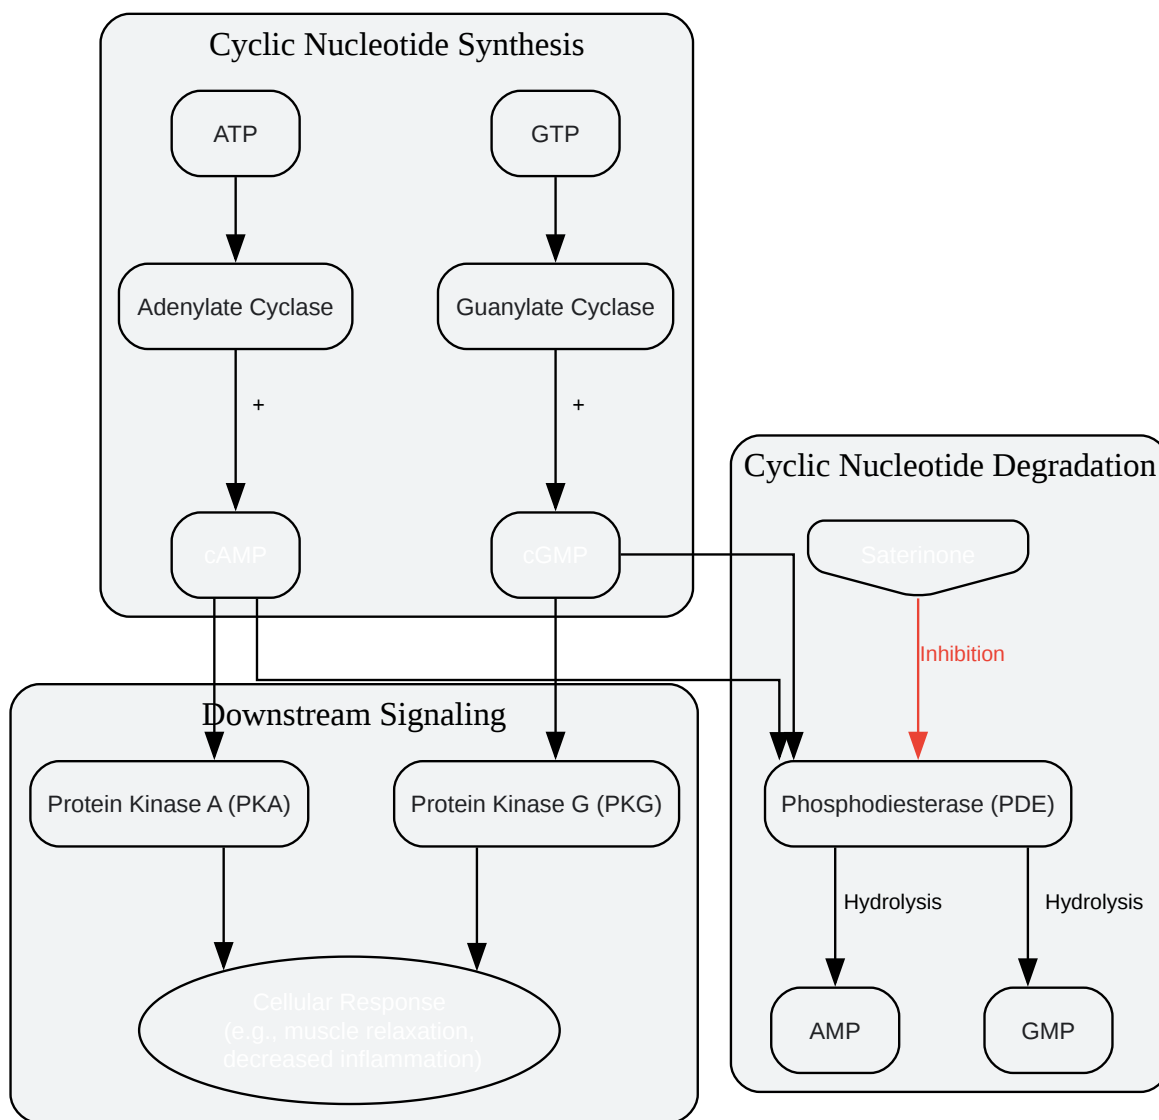 Cyclic Nucleotide Synthesis
ATP
GTP
Adenylate Cyclase
Guanylate Cyclase
+
+
cAMP
cGMP
Cyclic Nucleotide Degradation
Saterinone
Inhibition
Downstream Signaling
Protein Kinase A (PKA)
Protein Kinase G (PKG)
Phosphodiesterase (PDE)
Hydrolysis
Hydrolysis
Cellular Response
(e.g., muscle relaxation,
decreased inflammation)
AMP
GMP